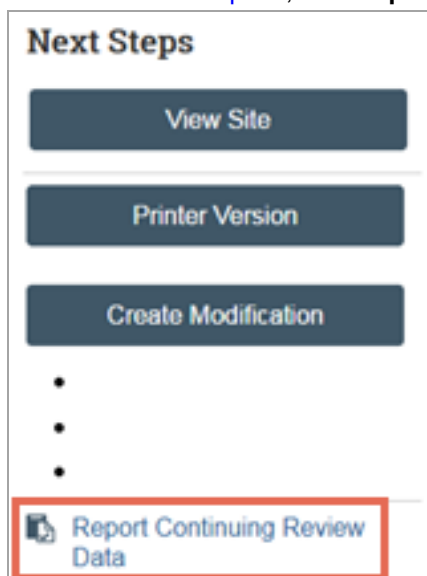 Next Steps
View Site
Printer Version
Create Modification
•
•
•
Report Continuing Review
Data